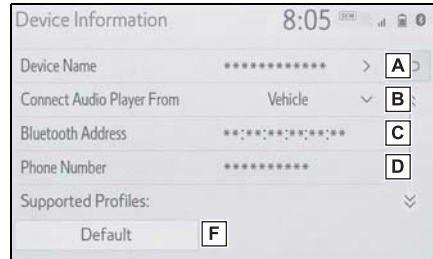 Device Information 8:05
Device Name ************ > A
Connect Audio Player From Vehicle B
Bluetooth Address **:**:**:**:**:** C
Phone Number ********** D
Supported Profiles:
Default F